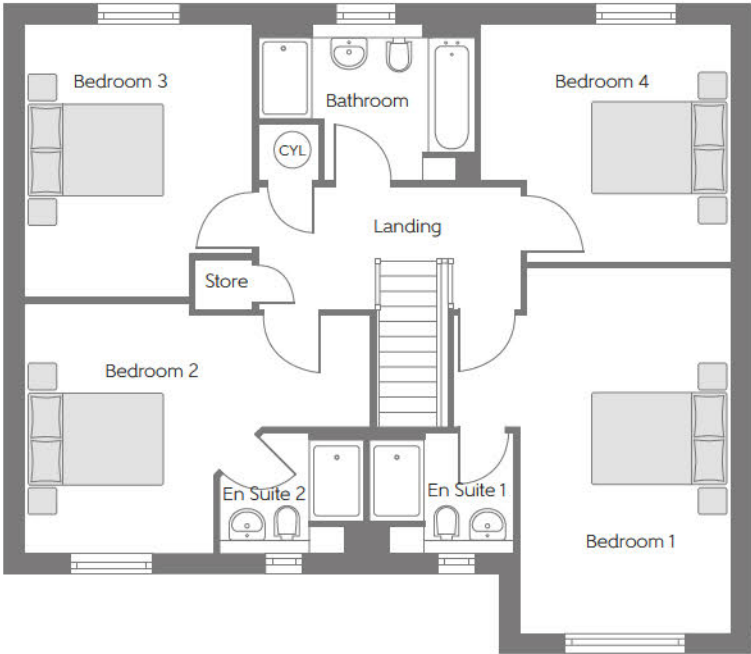 Bedroom 3
Bathroom
Bedroom 4
CYL
Landing
Store
Bedroom 2
En Suite 2
En Suite 1
Bedroom 1